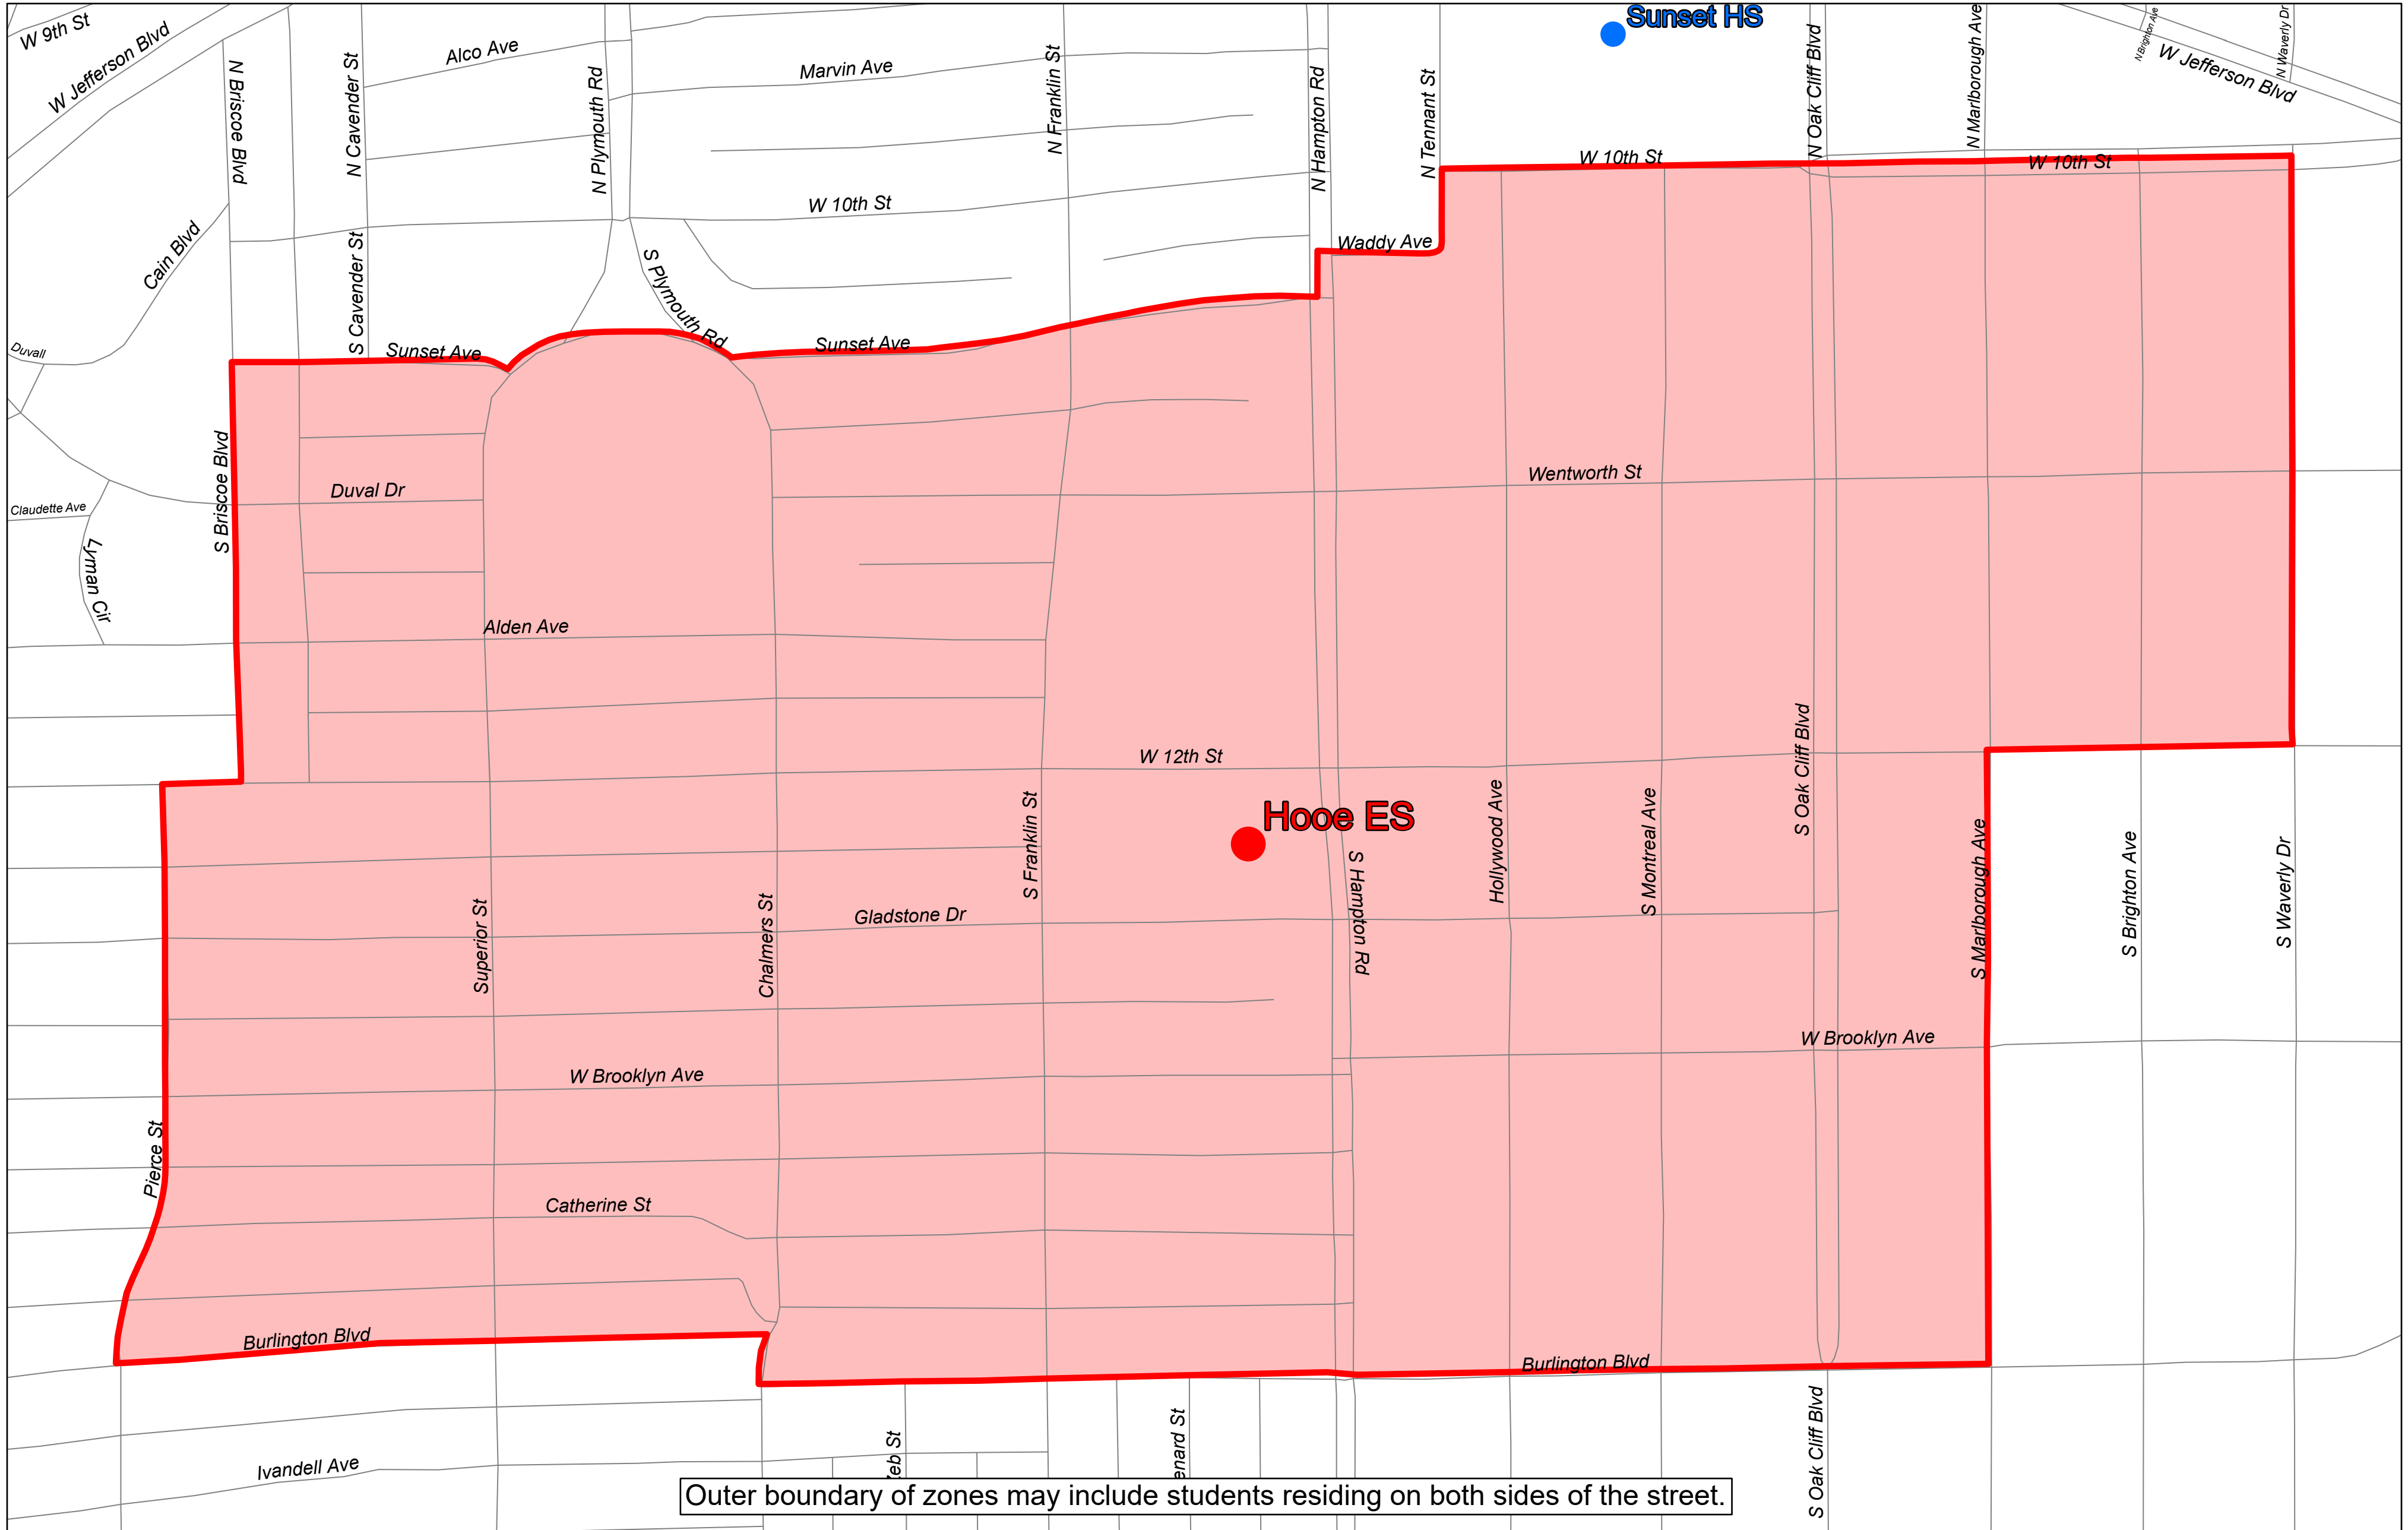 Sunset HS
W 9th St
W Jefferson Blvd
N Briscoe Blvd
N Cavender St
Alco Ave
N Plymouth Rd
Marvin Ave
N Franklin St
N Hampton Rd
N Tennant St
N Oak Cliff Blvd
N Marlborough Ave
N Brighton Ave
W Jefferson Blvd
N Waverly Dr
W 10th St
W 10th St
W 10th St
Cain Blvd
S Cavender St
S Plymouth Rd
Waddy Ave
Duvall
Sunset Ave
Sunset Ave
S Briscoe Blvd
Duval Dr
Wentworth St
Claudette Ave
Lyman Cir
Alden Ave
W 12th St
S Oak Cliff Blvd
Hooe ES
S Franklin St
Hollywood Ave
S Montreal Ave
S Marlborough Ave
S Brighton Ave
S Waverly Dr
Superior St
Chalmers St
Gladstone Dr
S Hampton Rd
W Brooklyn Ave
W Brooklyn Ave
Pierce St
Catherine St
Burlington Blvd
Burlington Blvd
Ivandell Ave
Zeb St
enard St
S Oak Cliff Blvd
Outer boundary of zones may include students residing on both sides of the street.